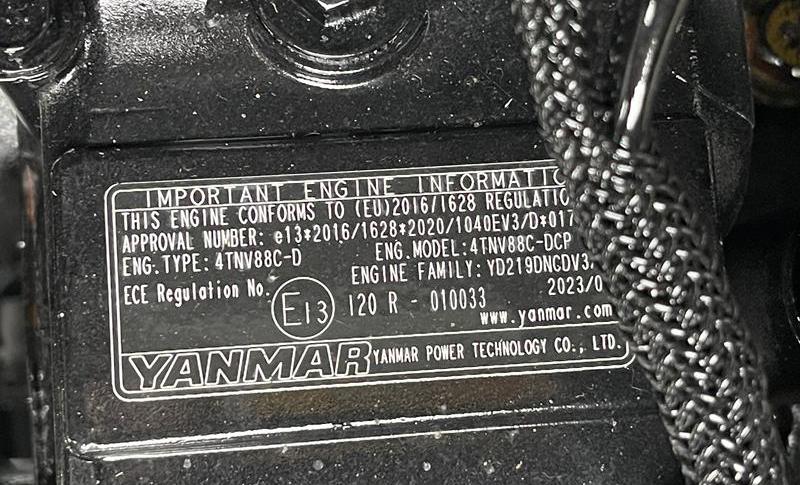 IMPORTANT ENGINE INFORMATIO
THIS ENGINE CONFORMS TO (EU)2016/1628 REGULATIO
APPROVAL NUMBER: e13*2016/1628*2020/1040EV3/D*017
ENG.TYPE: 4TNV88C-D ENG.MODEL:4TNV88C-DCP
ENGINE FAMILY: YD219DNCDV3
ECE Regulation No. E13 120 R - 010033 2023/0
www.yanmar.com
YANMAR YANMAR POWER TECHNOLOGY CO., LTD.